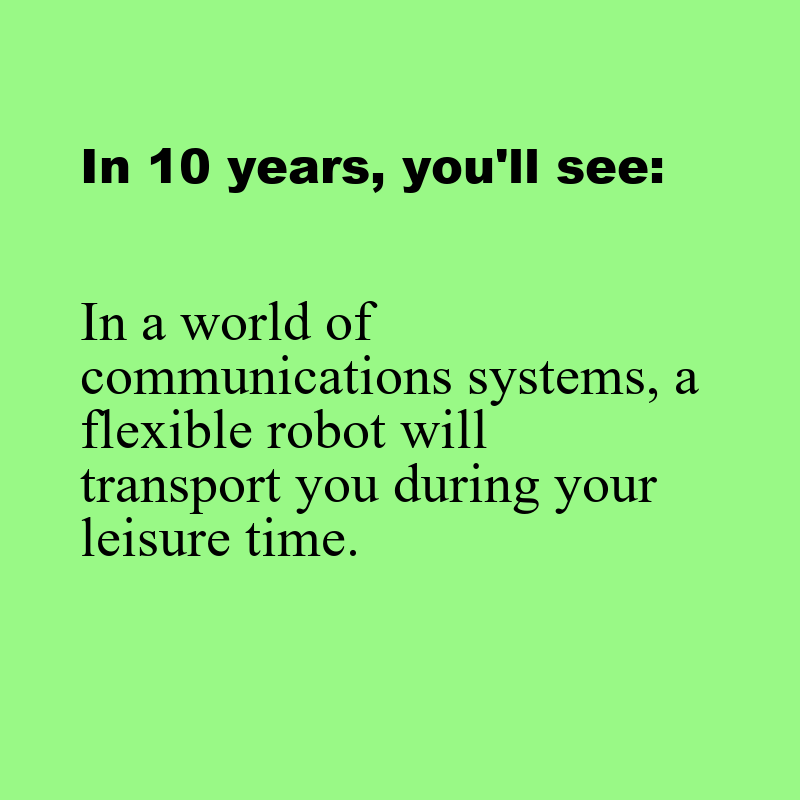 In 10 years, you'll see:
In a world of
communications systems, a
flexible robot will
transport you during your
leisure time.